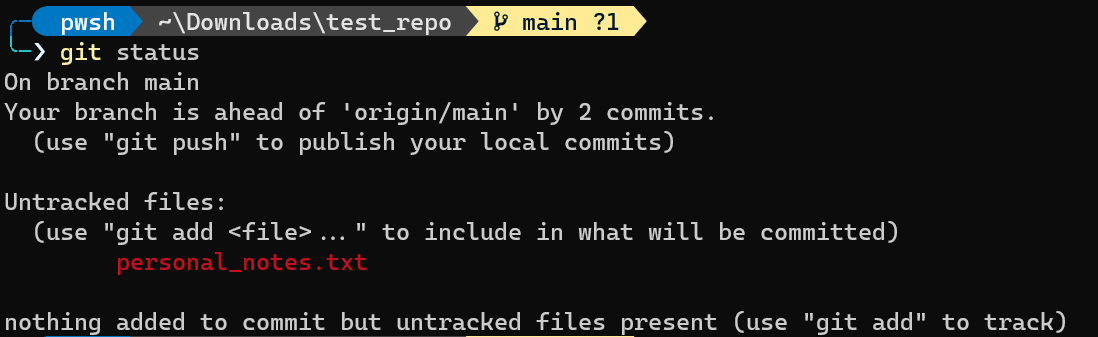 pwsh ~\Downloads\test_repo main ?1
❯ git status
On branch main
Your branch is ahead of 'origin/main' by 2 commits.
  (use "git push" to publish your local commits)

Untracked files:
  (use "git add <file>..." to include in what will be committed)
        personal_notes.txt

nothing added to commit but untracked files present (use "git add" to track)